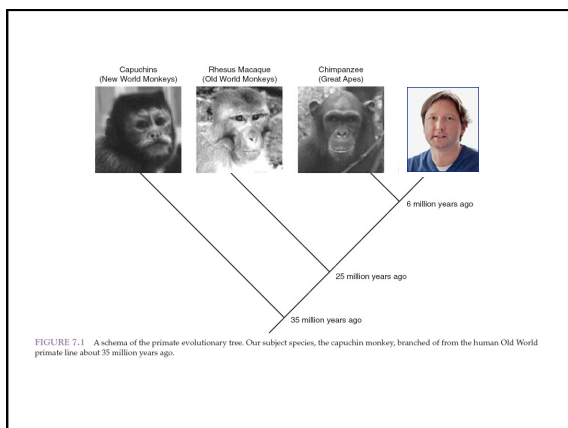 Capuchins
(New World Monkeys)
Rhesus Macaque
(Old World Monkeys)
Chimpanzee
(Great Apes)
6 million years ago
25 million years ago
35 million years ago
FIGURE 7.1 A schema of the primate evolutionary tree. Our subject species, the capuchin monkey, branched of from the human Old World
primate line about 35 million years ago.